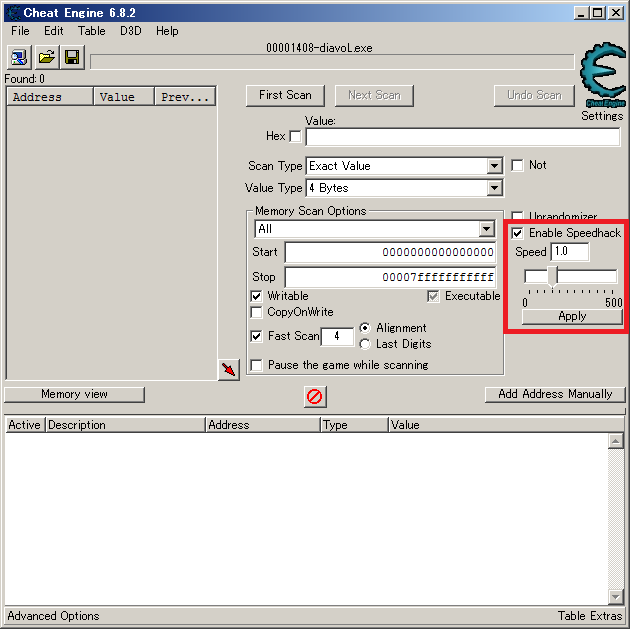 Cheat Engine 6.8.2
File Edit Table D3D Help
00001408-diavoL.exe
Found: 0
Address Value Prev...
First Scan Next Scan Undo Scan
Cheat Engine
Settings
Value:
Hex
Scan Type Exact Value Not
Value Type 4 Bytes
Memory Scan Options
All
Unrandomizer
Enable Speedhack
Start 0000000000000000
Speed 1.0
Stop 00007fffffffffff
Writable Executable
0 500
CopyOnWrite
Apply
Fast Scan 4 Alignment
Last Digits
Pause the game while scanning
Memory view Add Address Manually
Active Description Address Type Value
Advanced Options Table Extras